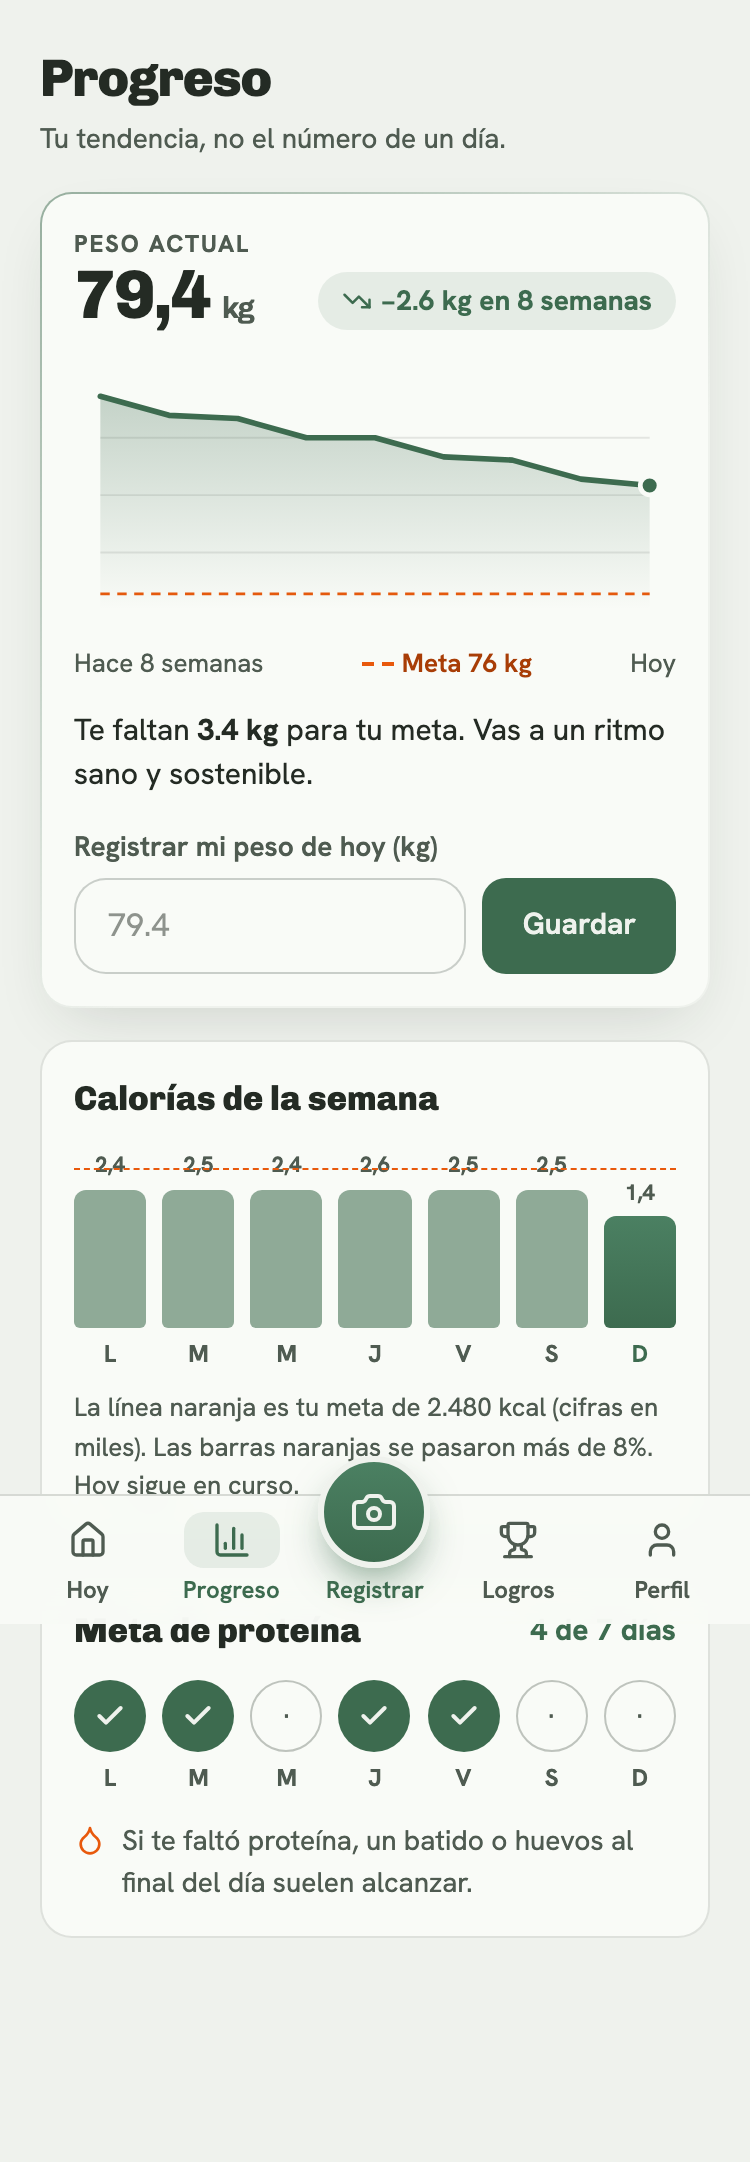 Progreso
Tu tendencia, no el número de un día.
PESO ACTUAL
79,4 kg
−2.6 kg en 8 semanas
Hace 8 semanas
Meta 76 kg
Hoy
Te faltan 3.4 kg para tu meta. Vas a un ritmo
sano y sostenible.
Registrar mi peso de hoy (kg)
79.4
Guardar
Calorías de la semana
2,4 2,5 2,4 2,6 2,5 2,5 1,4
L M M J V S D
La línea naranja es tu meta de 2.480 kcal (cifras en
miles). Las barras naranjas se pasaron más de 8%.
Hoy sigue en curso.
Hoy
Progreso
Registrar
Logros
Perfil
Meta de proteína
4 de 7 días
L M M J V S D
Si te faltó proteína, un batido o huevos al
final del día suelen alcanzar.